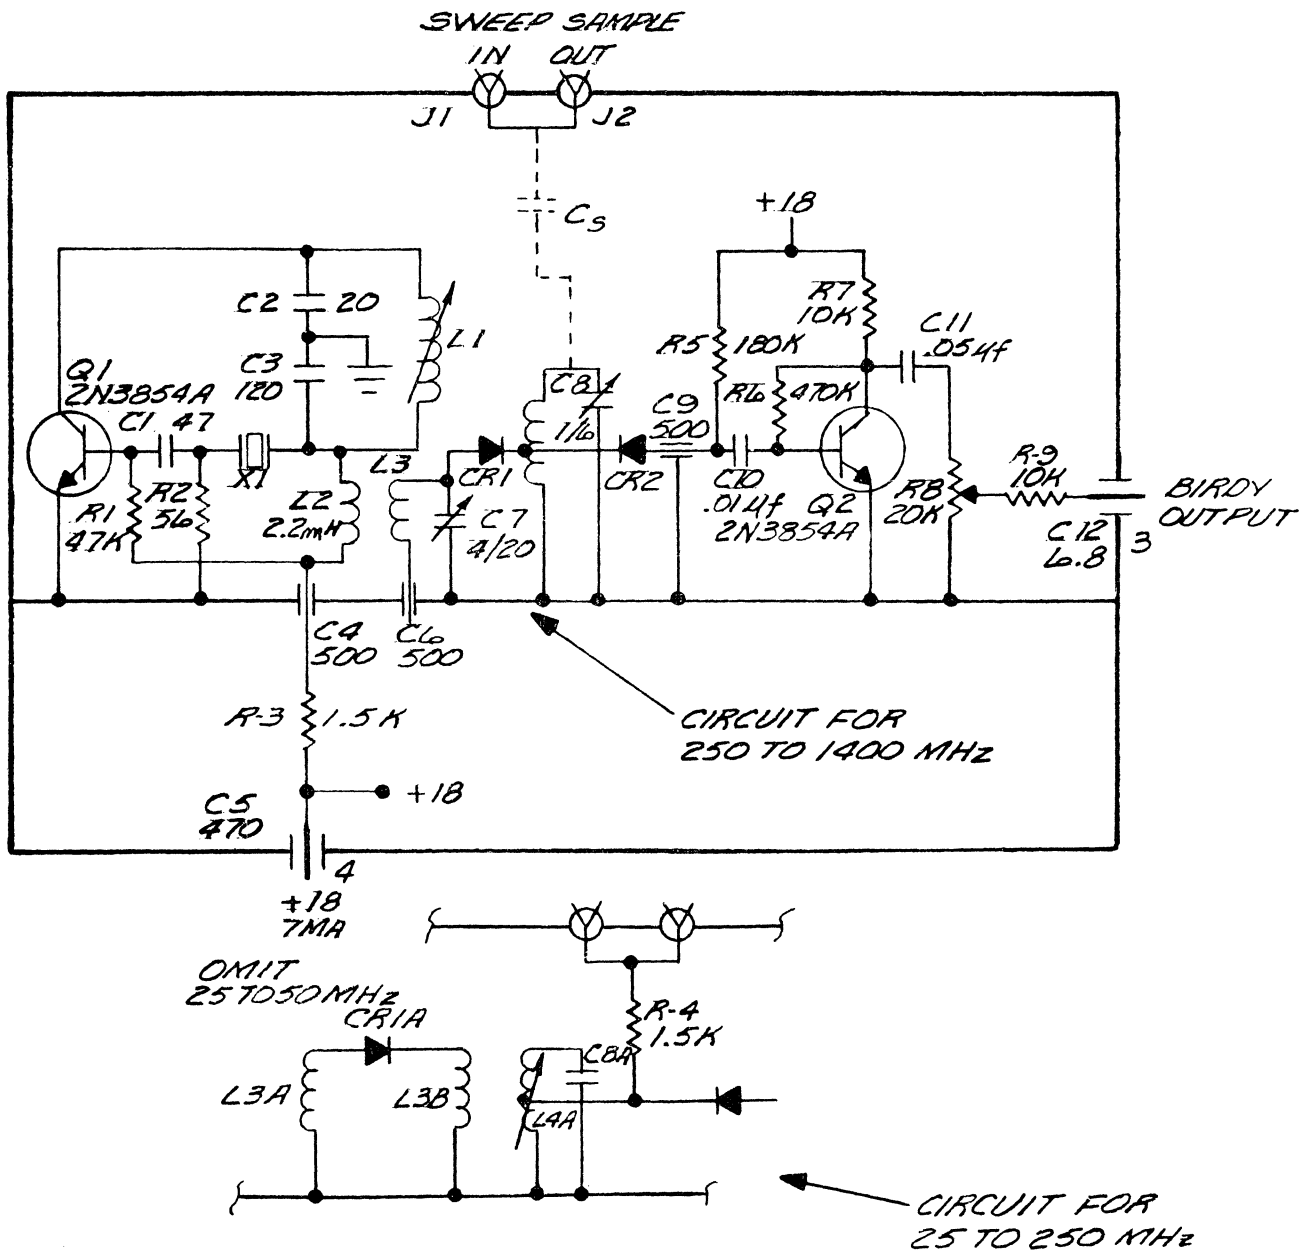 SWEEP SAMPLE
IN OUT
J1 J2
CS
+18
C2 20
L1
R7
10K
C11
.05µf
R5 180K
Q1
2N3854A
C3
120
C8
1/6
R6 470K
C1 47
C9
500
X1
L3
CR1
CR2
C10
.01µf
Q2
2N3854A
R8
20K
R-9
10K
BIRDY
OUTPUT
R1
47K
R2
56
L2
2.2mH
C7
4/20
C12
6.8
3
C4
500
C6
500
R-3 1.5K
CIRCUIT FOR
250 TO 1400 MHz
+18
C5
470
4
+18
7MA
OMIT
25 TO 50 MHz
CR1A
R-4
1.5K
C8A
L3A
L3B
L4A
CIRCUIT FOR
25 TO 250 MHz